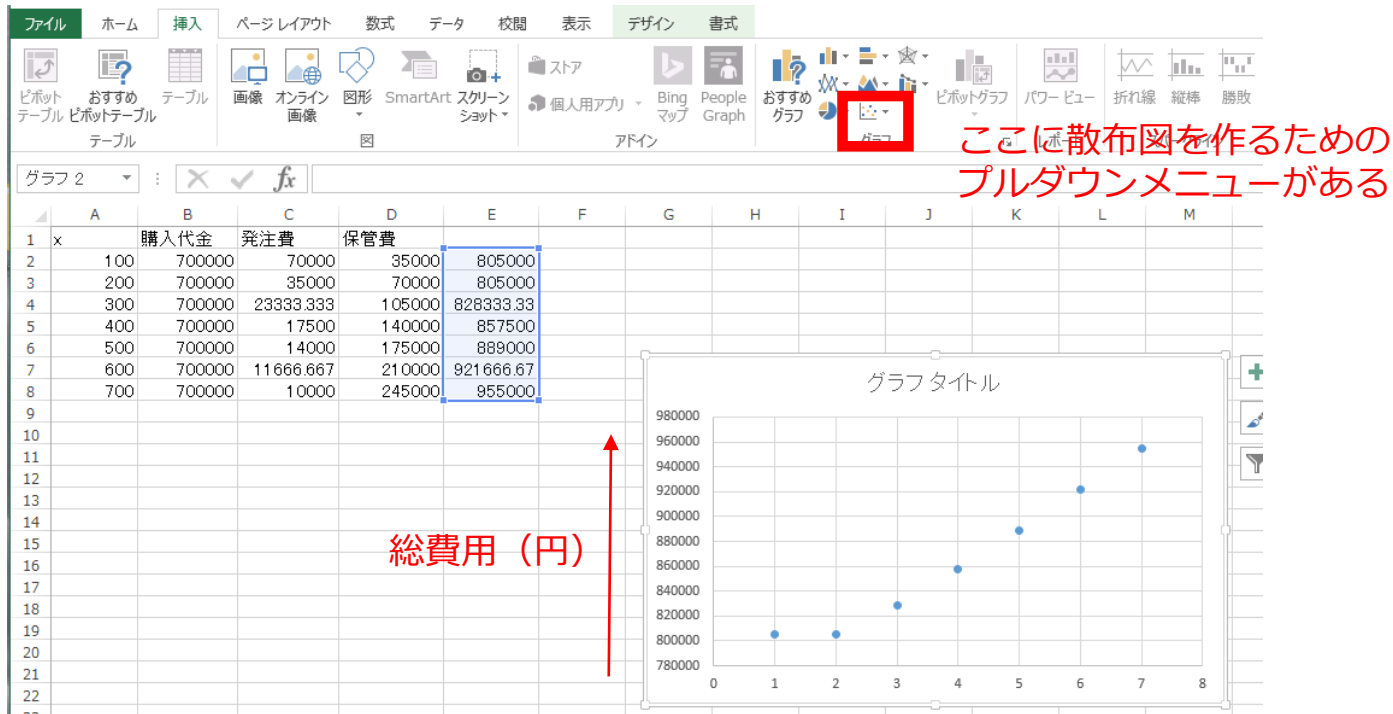 ファイル ホーム 挿入 ページ レイアウト 数式 データ 校閲 表示 デザイン 書式
ピボット
テーブル
おすすめ
ピボットテーブル
テーブル
画像
オンライン
画像
図形
SmartArt
スクリーン
ショット
ストア
個人用アプリ
Bing
マップ
People
Graph
おすすめ
グラフ
ピボットグラフ
パワー ビュー
折れ線
縦棒
勝敗
テーブル
図
アドイン
グラフ
ここに散布図を作るための
プルダウンメニューがある
グラフ 2
fx
A B C D E F G H I J K L M
1 x 購入代金 発注費 保管費
2 100 700000 70000 35000 805000
3 200 700000 35000 70000 805000
4 300 700000 23333.333 105000 828333.33
5 400 700000 17500 140000 857500
6 500 700000 14000 175000 889000
7 600 700000 11666.667 210000 921666.67
8 700 700000 10000 245000 955000
9
10
11
12
13
14
15
16
17
18
19
20
21
22
総費用（円）
グラフ タイトル
980000
960000
940000
920000
900000
880000
860000
840000
820000
800000
780000
0 1 2 3 4 5 6 7 8